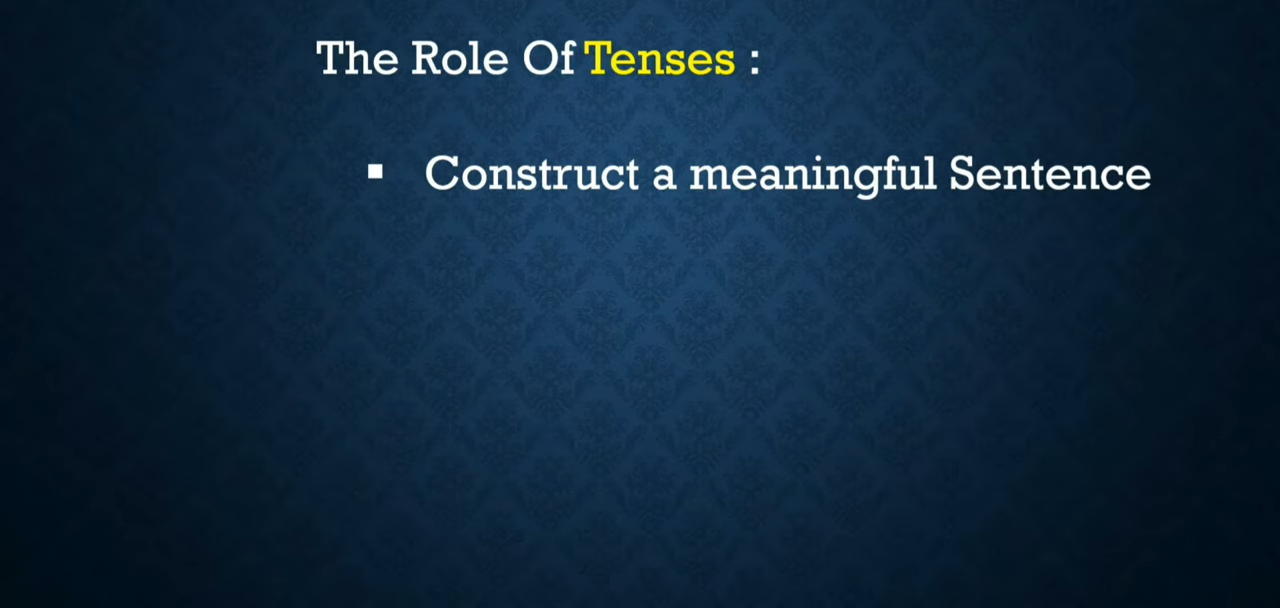 The Role Of Tenses :
▪ Construct a meaningful Sentence